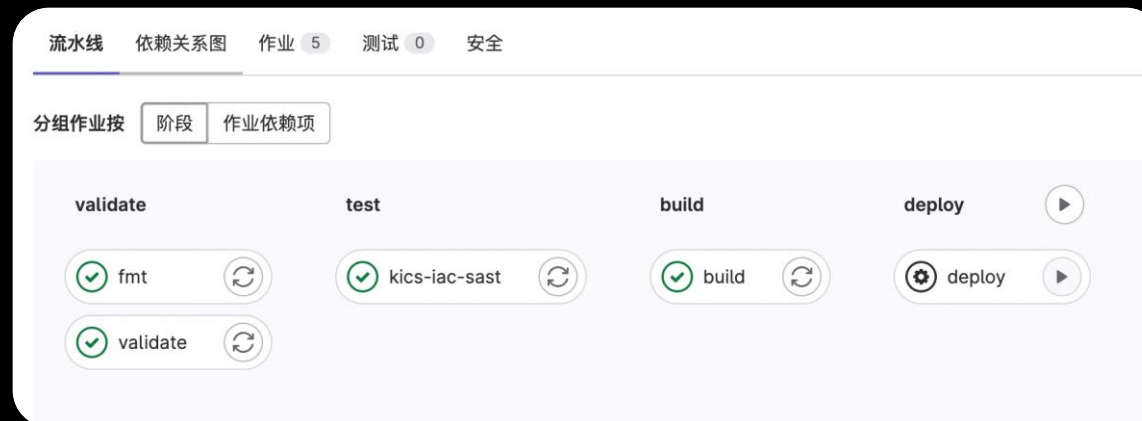 流水线 依赖关系图 作业 5 测试 0 安全
分组作业按 阶段 作业依赖项
validate test build deploy
fmt kics-iac-sast build deploy
validate